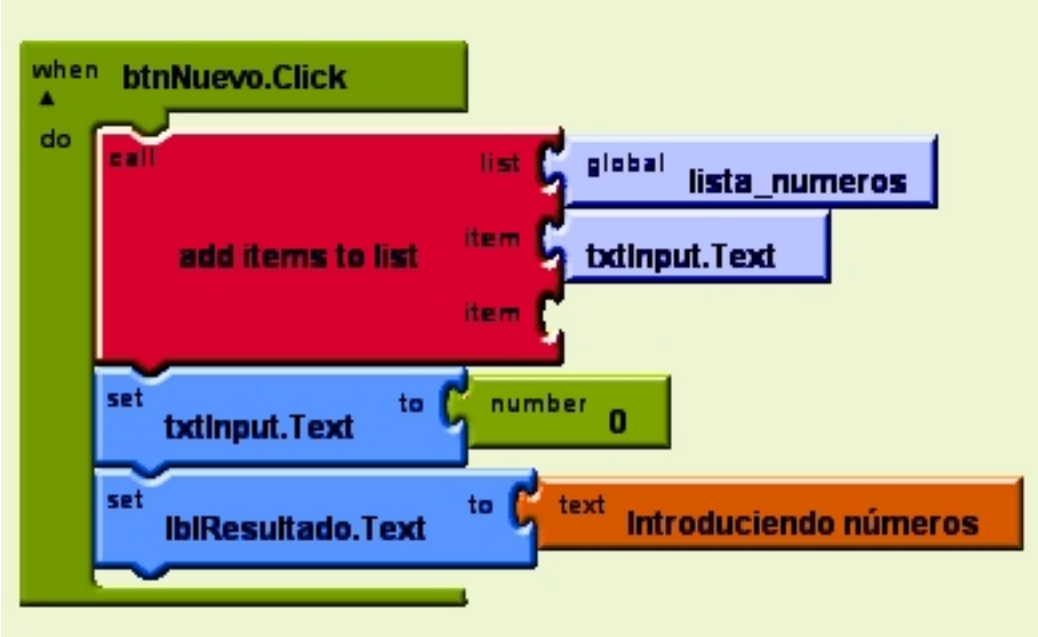 when btnNuevo.Click
do
call list global lista_numeros
add items to list item txtInput.Text
item
set txtInput.Text to number 0
set lblResultado.Text to text Introduciendo números